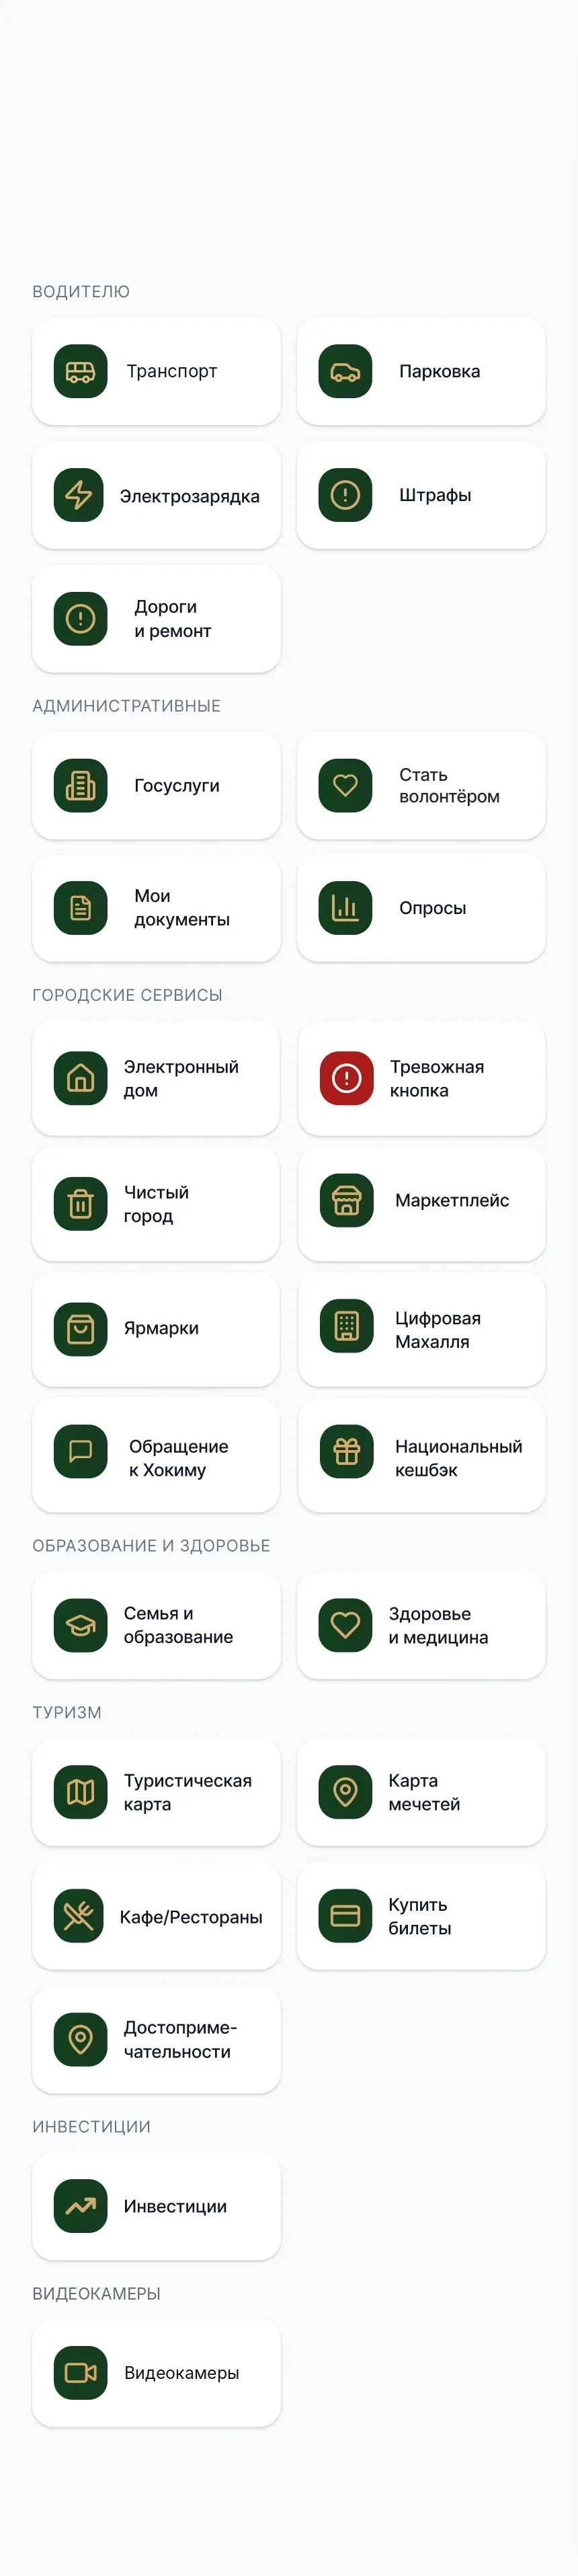 ВОДИТЕЛЮ
Транспорт
Парковка
Электрозарядка
Штрафы
Дороги
и ремонт
АДМИНИСТРАТИВНЫЕ
Госуслуги
Стать
волонтёром
Мои
документы
Опросы
ГОРОДСКИЕ СЕРВИСЫ
Электронный
дом
Тревожная
кнопка
Чистый
город
Маркетплейс
Ярмарки
Цифровая
Махалля
Обращение
к Хокиму
Национальный
кешбэк
ОБРАЗОВАНИЕ И ЗДОРОВЬЕ
Семья и
образование
Здоровье
и медицина
ТУРИЗМ
Туристическая
карта
Карта
мечетей
Кафе/Рестораны
Купить
билеты
Достоприме-
чательности
ИНВЕСТИЦИИ
Инвестиции
ВИДЕОКАМЕРЫ
Видеокамеры